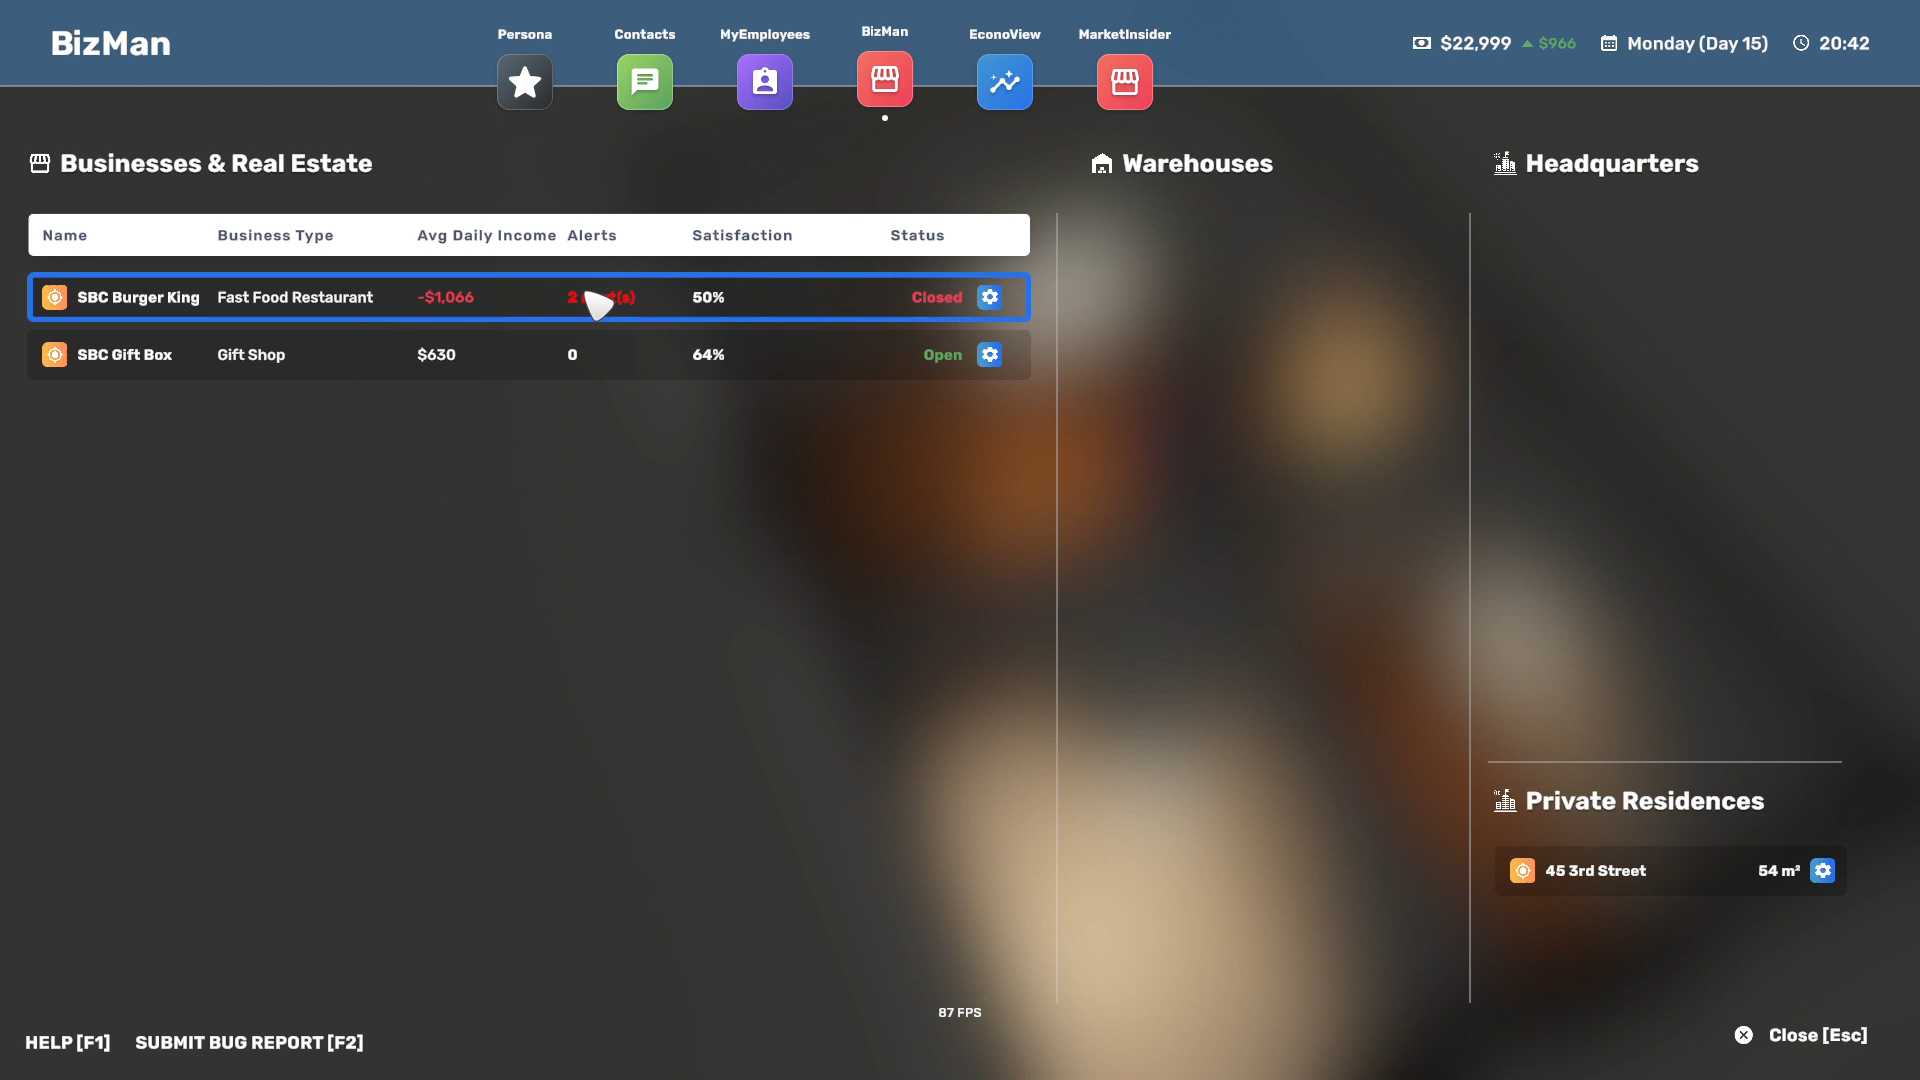 BizMan
Persona
Contacts
MyEmployees
BizMan
EconoView
MarketInsider
$22,999 $966 Monday (Day 15) 20:42
Businesses & Real Estate
Warehouses
Headquarters
Name Business Type Avg Daily Income Alerts Satisfaction Status
SBC Burger King Fast Food Restaurant -$1,066 2 50% Closed
SBC Gift Box Gift Shop $630 0 64% Open
Private Residences
45 3rd Street 54 m²
87 FPS
HELP [F1] SUBMIT BUG REPORT [F2]
Close [Esc]